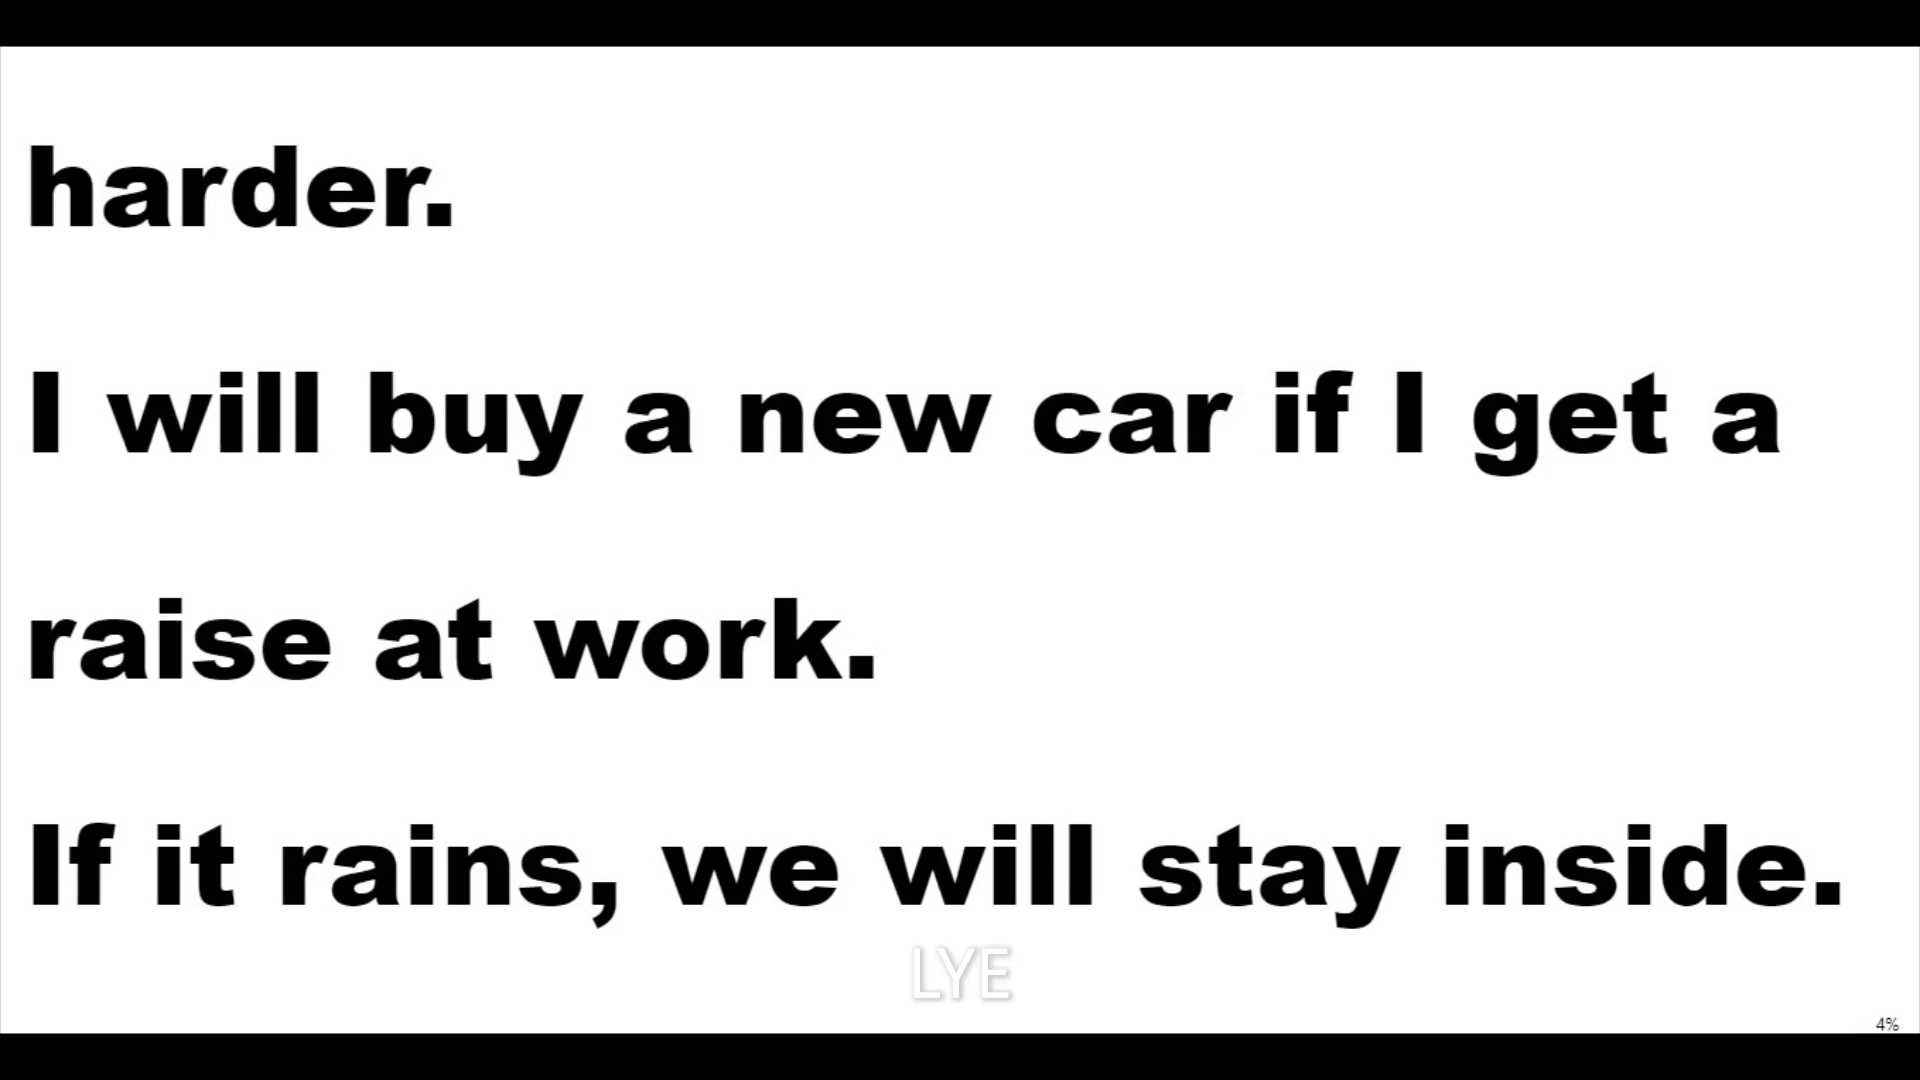 harder.
I will buy a new car if I get a
raise at work.
If it rains, we will stay inside.
LYE
4%